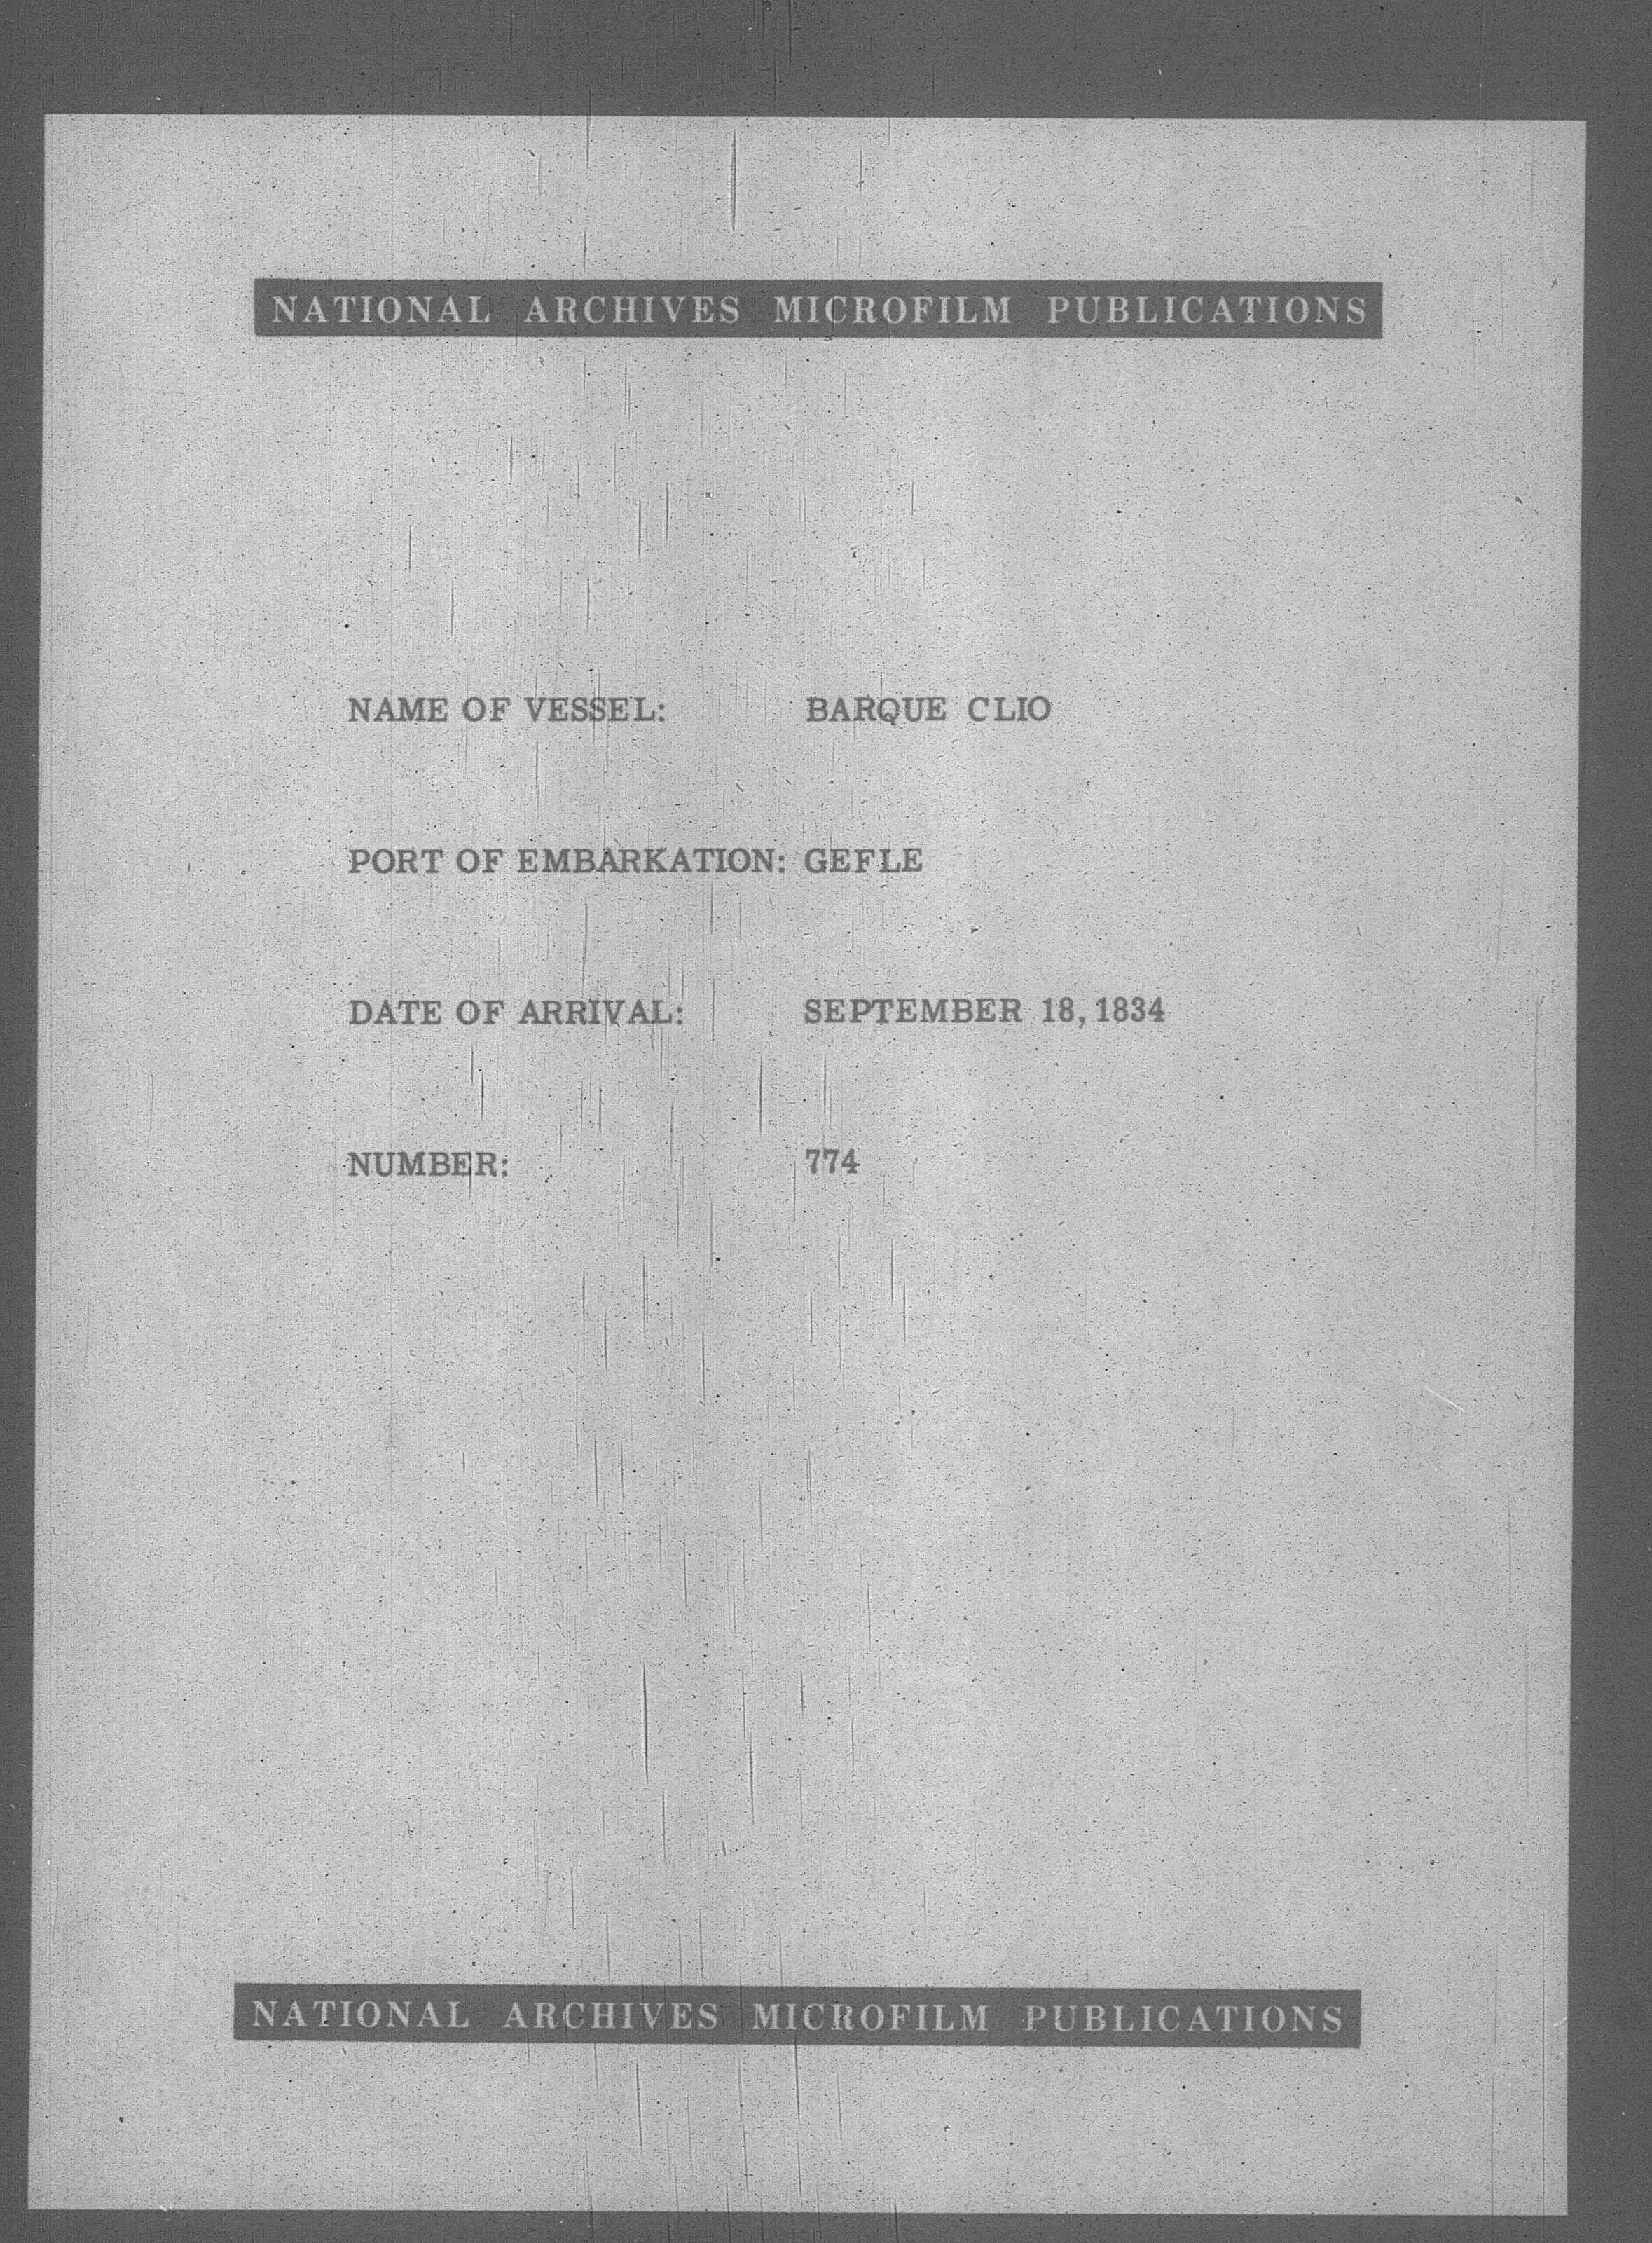 NATIONAL ARCHIVES MICROFILM PUBLICATIONS
NAME OF VESSEL: BARQUE CLIO
PORT OF EMBARKATION: GEFLE
DATE OF ARRIVAL: SEPTEMBER 18, 1834
NUMBER: 774
NATIONAL ARCHIVES MICROFILM PUBLICATIONS